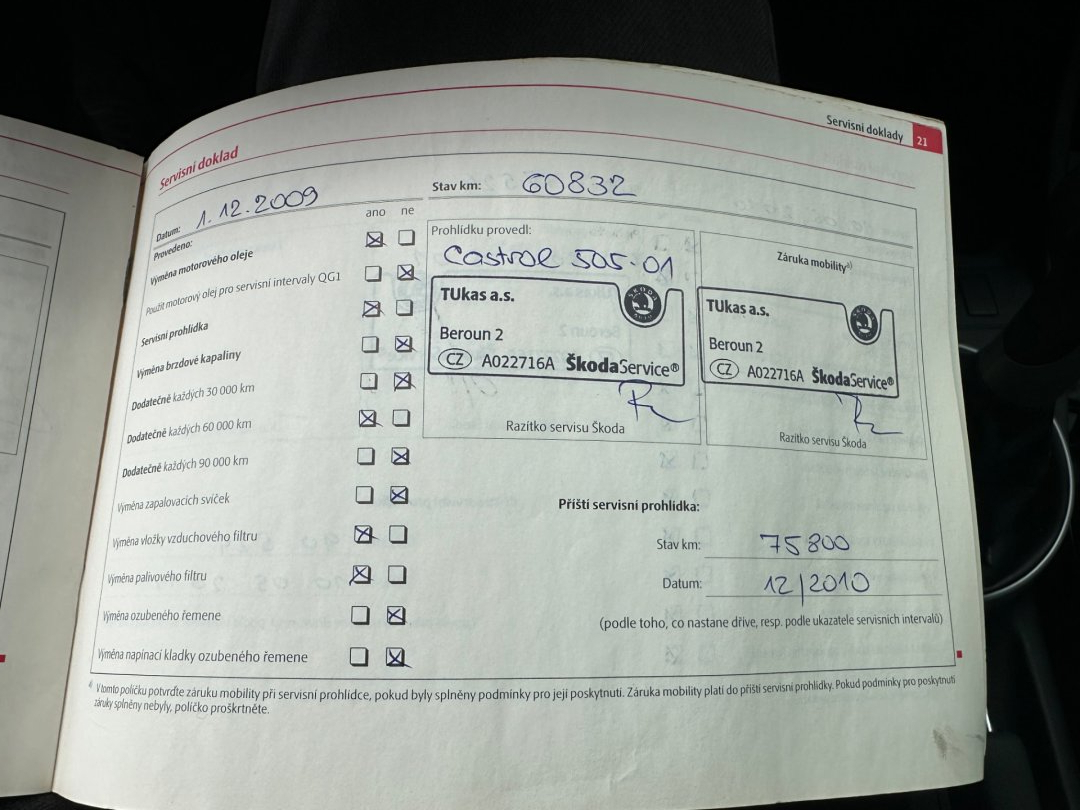 Servisní doklady 21
Servisní doklad
Datum: 1. 12. 2009
Stav km: 60832
Provedeno:
ano ne
Výměna motorového oleje
Použit motorový olej pro servisní intervaly QG1
Servisní prohlídka
Výměna brzdové kapaliny
Dodatečně každých 30 000 km
Dodatečně každých 60 000 km
Dodatečně každých 90 000 km
Výměna zapalovacích svíček
Výměna vložky vzduchového filtru
Výměna palivového filtru
Výměna ozubeného řemene
Výměna napínací kladky ozubeného řemene
Prohlídku provedl:
Castrol 505-01
TUkas a.s.
Beroun 2
CZ A022716A ŠkodaService®
Razítko servisu Škoda
Záruka mobility a)
TUkas a.s.
Beroun 2
CZ A022716A ŠkodaService®
Razítko servisu Škoda
Příští servisní prohlídka:
Stav km: 75800
Datum: 12/2010
(podle toho, co nastane dříve, resp. podle ukazatele servisních intervalů)
a) V tomto políčku potvrďte záruku mobility při servisní prohlídce, pokud byly splněny podmínky pro její poskytnutí. Záruka mobility platí do příští servisní prohlídky. Pokud podmínky pro poskytnutí
záruky splněny nebyly, políčko proškrtněte.